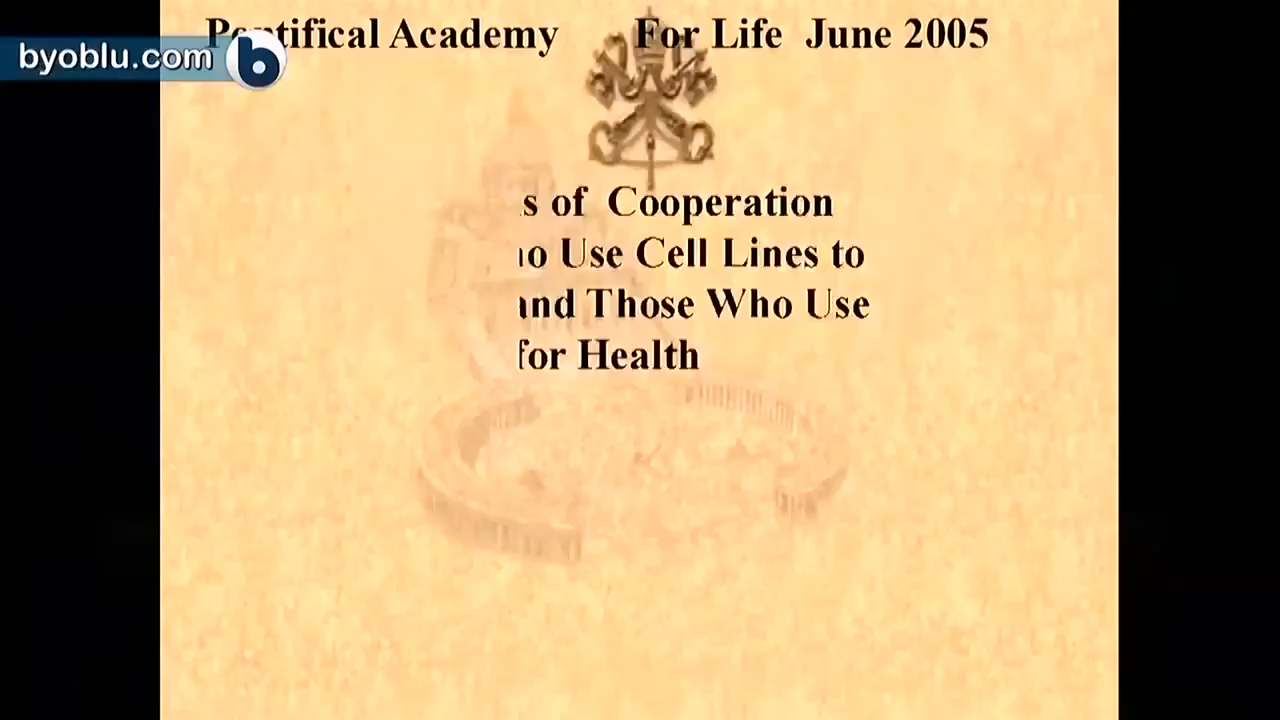 Pontifical Academy For Life June 2005
byoblu.com b
s of Cooperation
o Use Cell Lines to
and Those Who Use
for Health